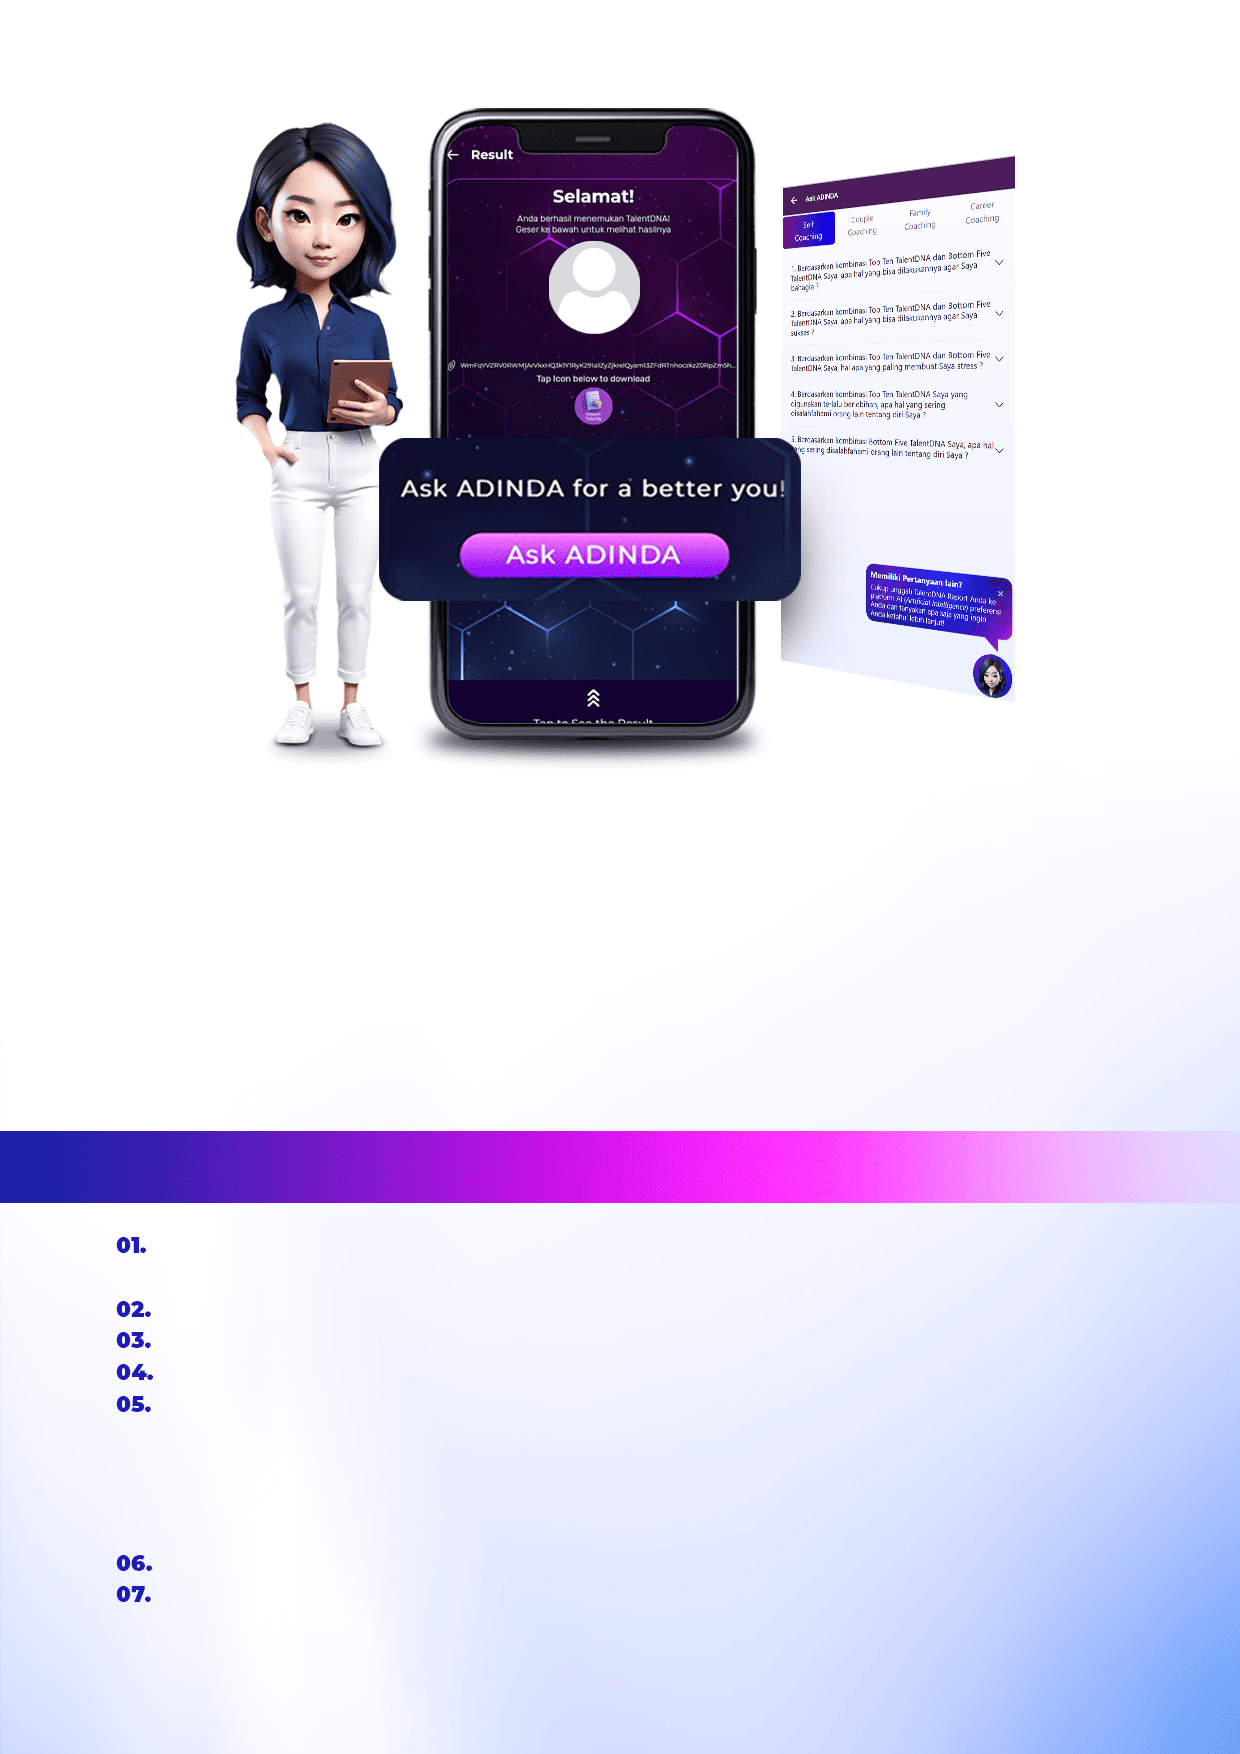 Result
Selamat!
Anda berhasil menemukan TalentDNA!
Geser ke bawah untuk melihat hasilnya
Tap Icon below to download
Report
Talents
Ask ADINDA for a better you!
Ask ADINDA
Tap to See the Result
Ask ADINDA
Self
Coaching
Couple
Coaching
Family
Coaching
Career
Coaching
1. Berdasarkan kombinasi Top Ten TalentDNA dan Bottom Five
TalentDNA Saya, apa hal yang bisa dilakukannya agar Saya
bahagia ?
2. Berdasarkan kombinasi Top Ten TalentDNA dan Bottom Five
TalentDNA Saya, apa hal yang bisa dilakukannya agar Saya
sukses ?
3. Berdasarkan kombinasi Top Ten TalentDNA dan Bottom Five
TalentDNA Saya, hal apa yang paling membuat Saya stress ?
4. Berdasarkan kombinasi Top Ten TalentDNA Saya yang
digunakan terlalu berlebihan, apa hal yang sering
disalahfahami orang lain tentang diri Saya ?
5. Berdasarkan kombinasi Bottom Five TalentDNA Saya, apa hal
yang sering disalahfahami orang lain tentang diri Saya ?
Memiliki Pertanyaan lain?
Cukup unggah TalentDNA Report Anda ke
platform AI (Artificial Intelligence) preferensi
Anda dan tanyakan apa saja yang ingin
Anda ketahui lebih lanjut!
01.
02.
03.
04.
05.
06.
07.